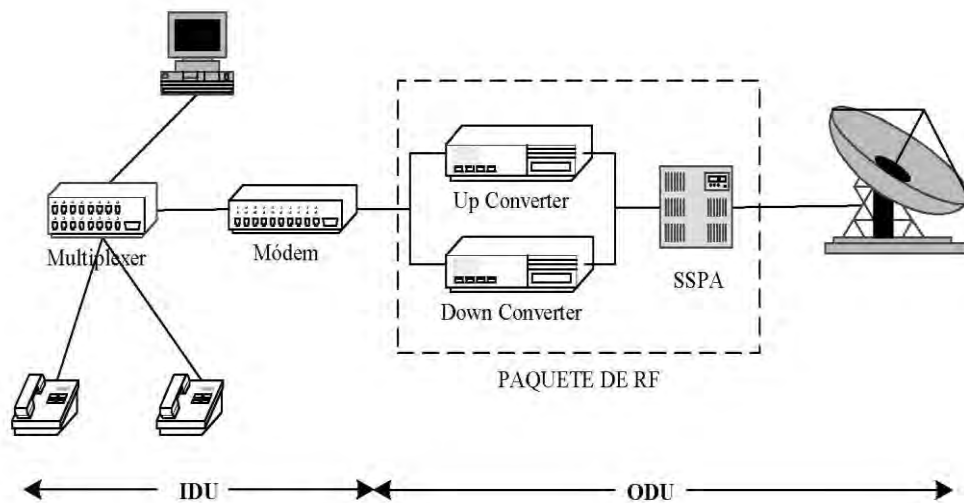 Up Converter
Multiplexer
Módem
SSPA
Down Converter
PAQUETE DE RF
IDU
ODU